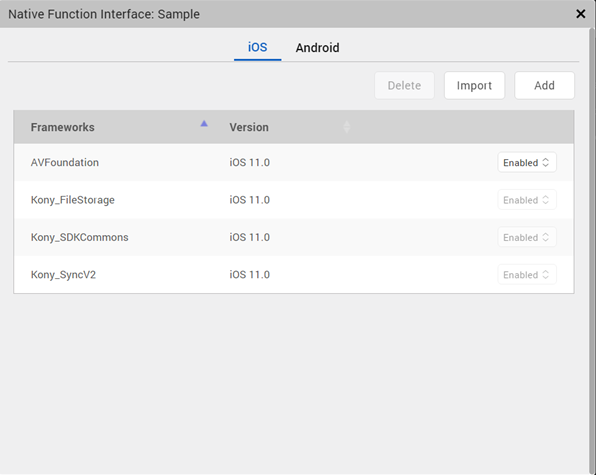 Native Function Interface: Sample
iOS Android
Delete Import Add
Frameworks Version
AVFoundation iOS 11.0 Enabled
Kony_FileStorage iOS 11.0 Enabled
Kony_SDKCommons iOS 11.0 Enabled
Kony_SyncV2 iOS 11.0 Enabled